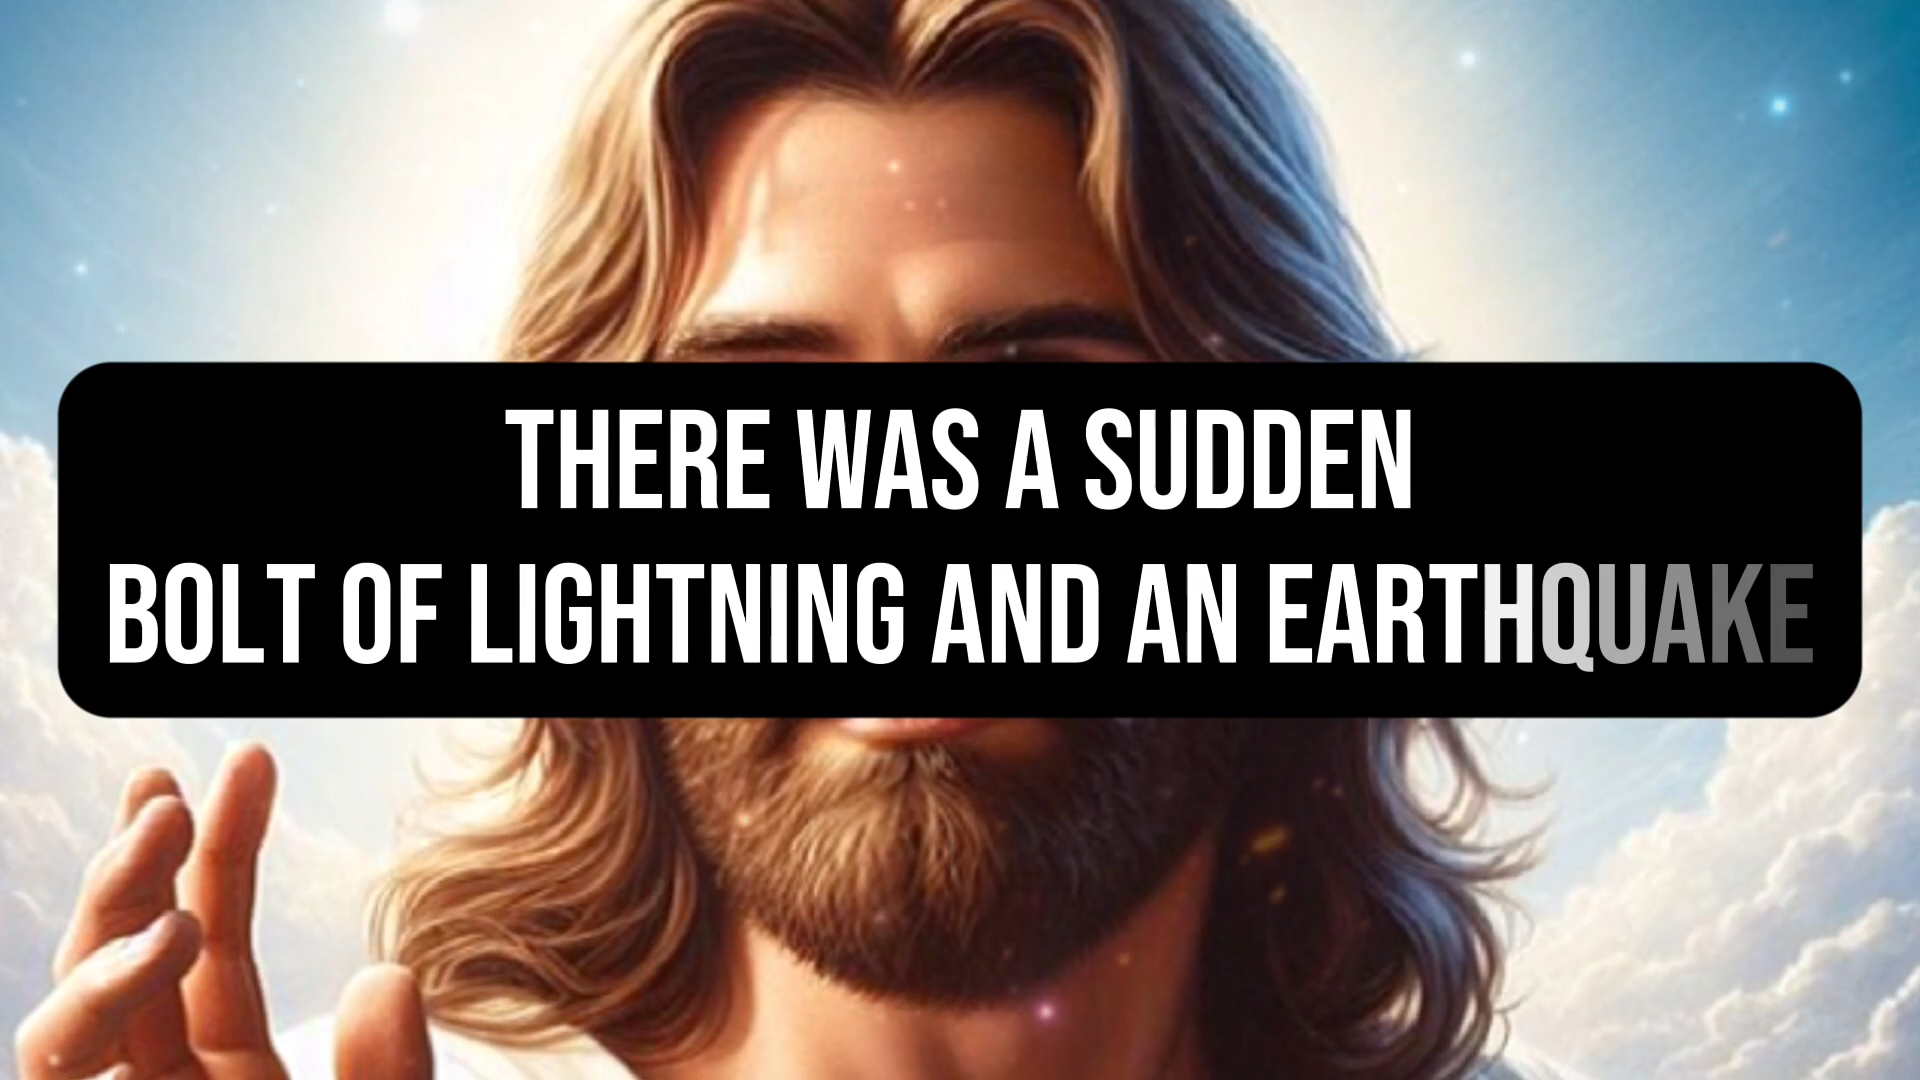 THERE WAS A SUDDEN
BOLT OF LIGHTNING AND AN EARTHQUAKE